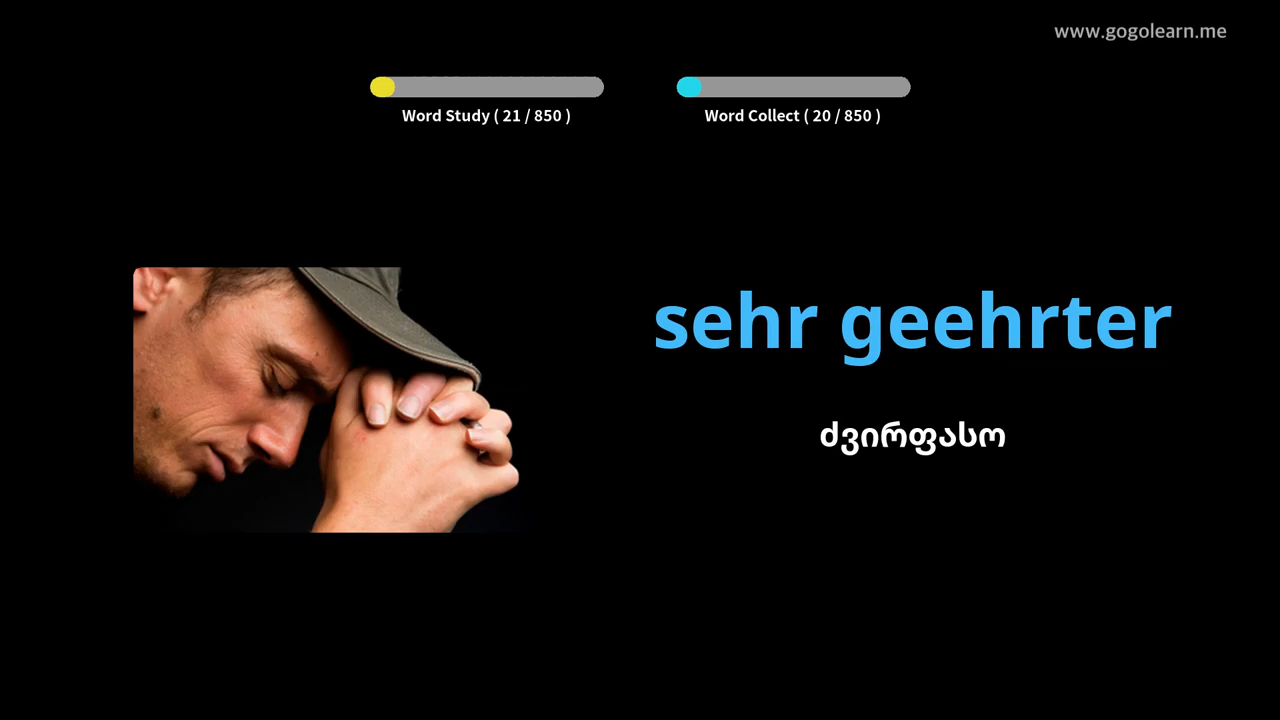 www.gogolearn.me
Word Study ( 21 / 850 )
Word Collect ( 20 / 850 )
sehr geehrter
ძვირფასო